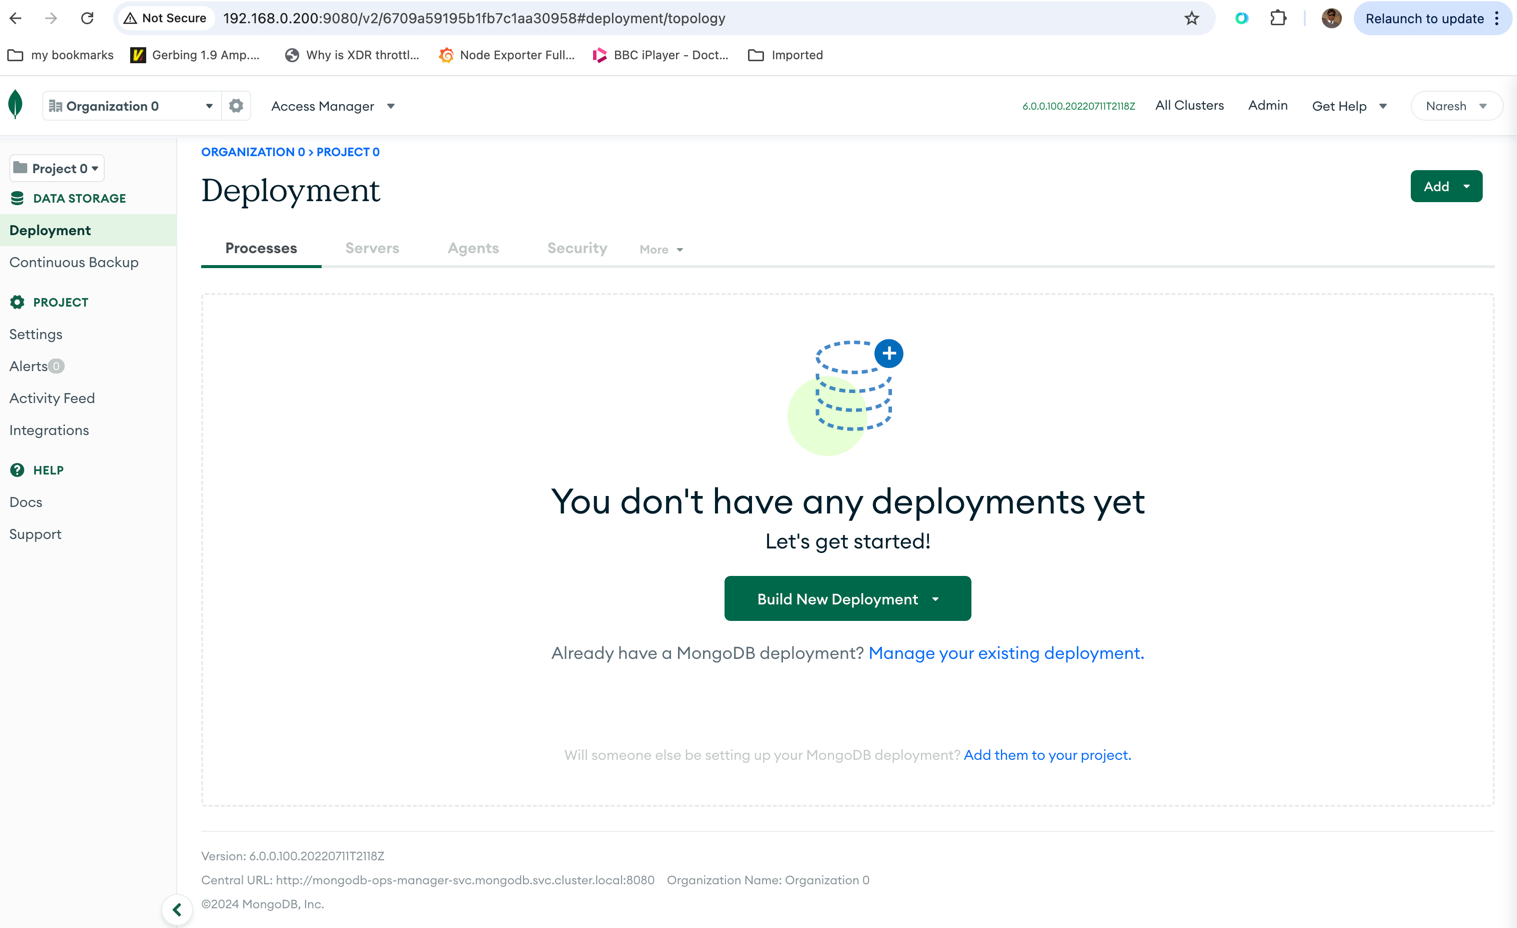 Not Secure 192.168.0.200:9080/v2/6709a59195b1fb7c1aa30958#deployment/topology Relaunch to update
my bookmarks Gerbing 1.9 Amp.... Why is XDR throttl... Node Exporter Full... BBC iPlayer - Doct... Imported
Organization 0 Access Manager 6.0.0.100.20220711T2118Z All Clusters Admin Get Help Naresh
Project 0
DATA STORAGE
Deployment
Continuous Backup
PROJECT
Settings
Alerts 0
Activity Feed
Integrations
HELP
Docs
Support
ORGANIZATION 0 > PROJECT 0
Deployment
Add
Processes Servers Agents Security More
You don't have any deployments yet
Let's get started!
Build New Deployment
Already have a MongoDB deployment? Manage your existing deployment.
Will someone else be setting up your MongoDB deployment? Add them to your project.
Version: 6.0.0.100.20220711T2118Z
Central URL: http://mongodb-ops-manager-svc.mongodb.svc.cluster.local:8080 Organization Name: Organization 0
©2024 MongoDB, Inc.